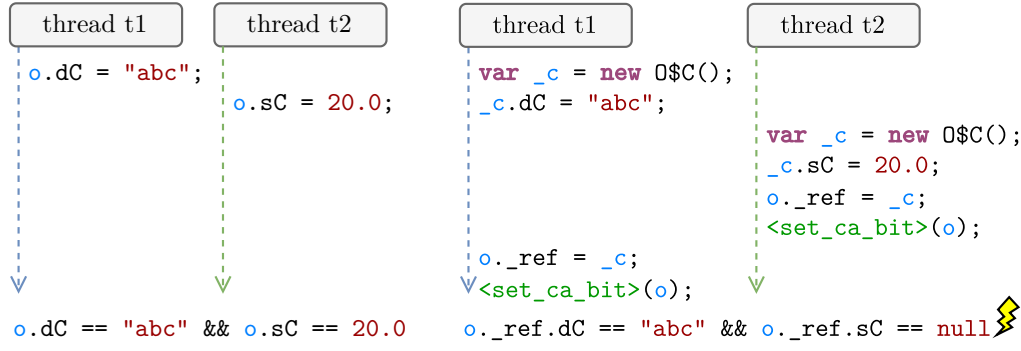 thread t1
thread t2
o.dC = "abc";
o.sC = 20.0;
o.dC == "abc" && o.sC == 20.0
thread t1
thread t2
var _c = new O$C();
_c.dC = "abc";
var _c = new O$C();
_c.sC = 20.0;
o._ref = _c;
<set_ca_bit>(o);
o._ref = _c;
<set_ca_bit>(o);
o._ref.dC == "abc" && o._ref.sC == null